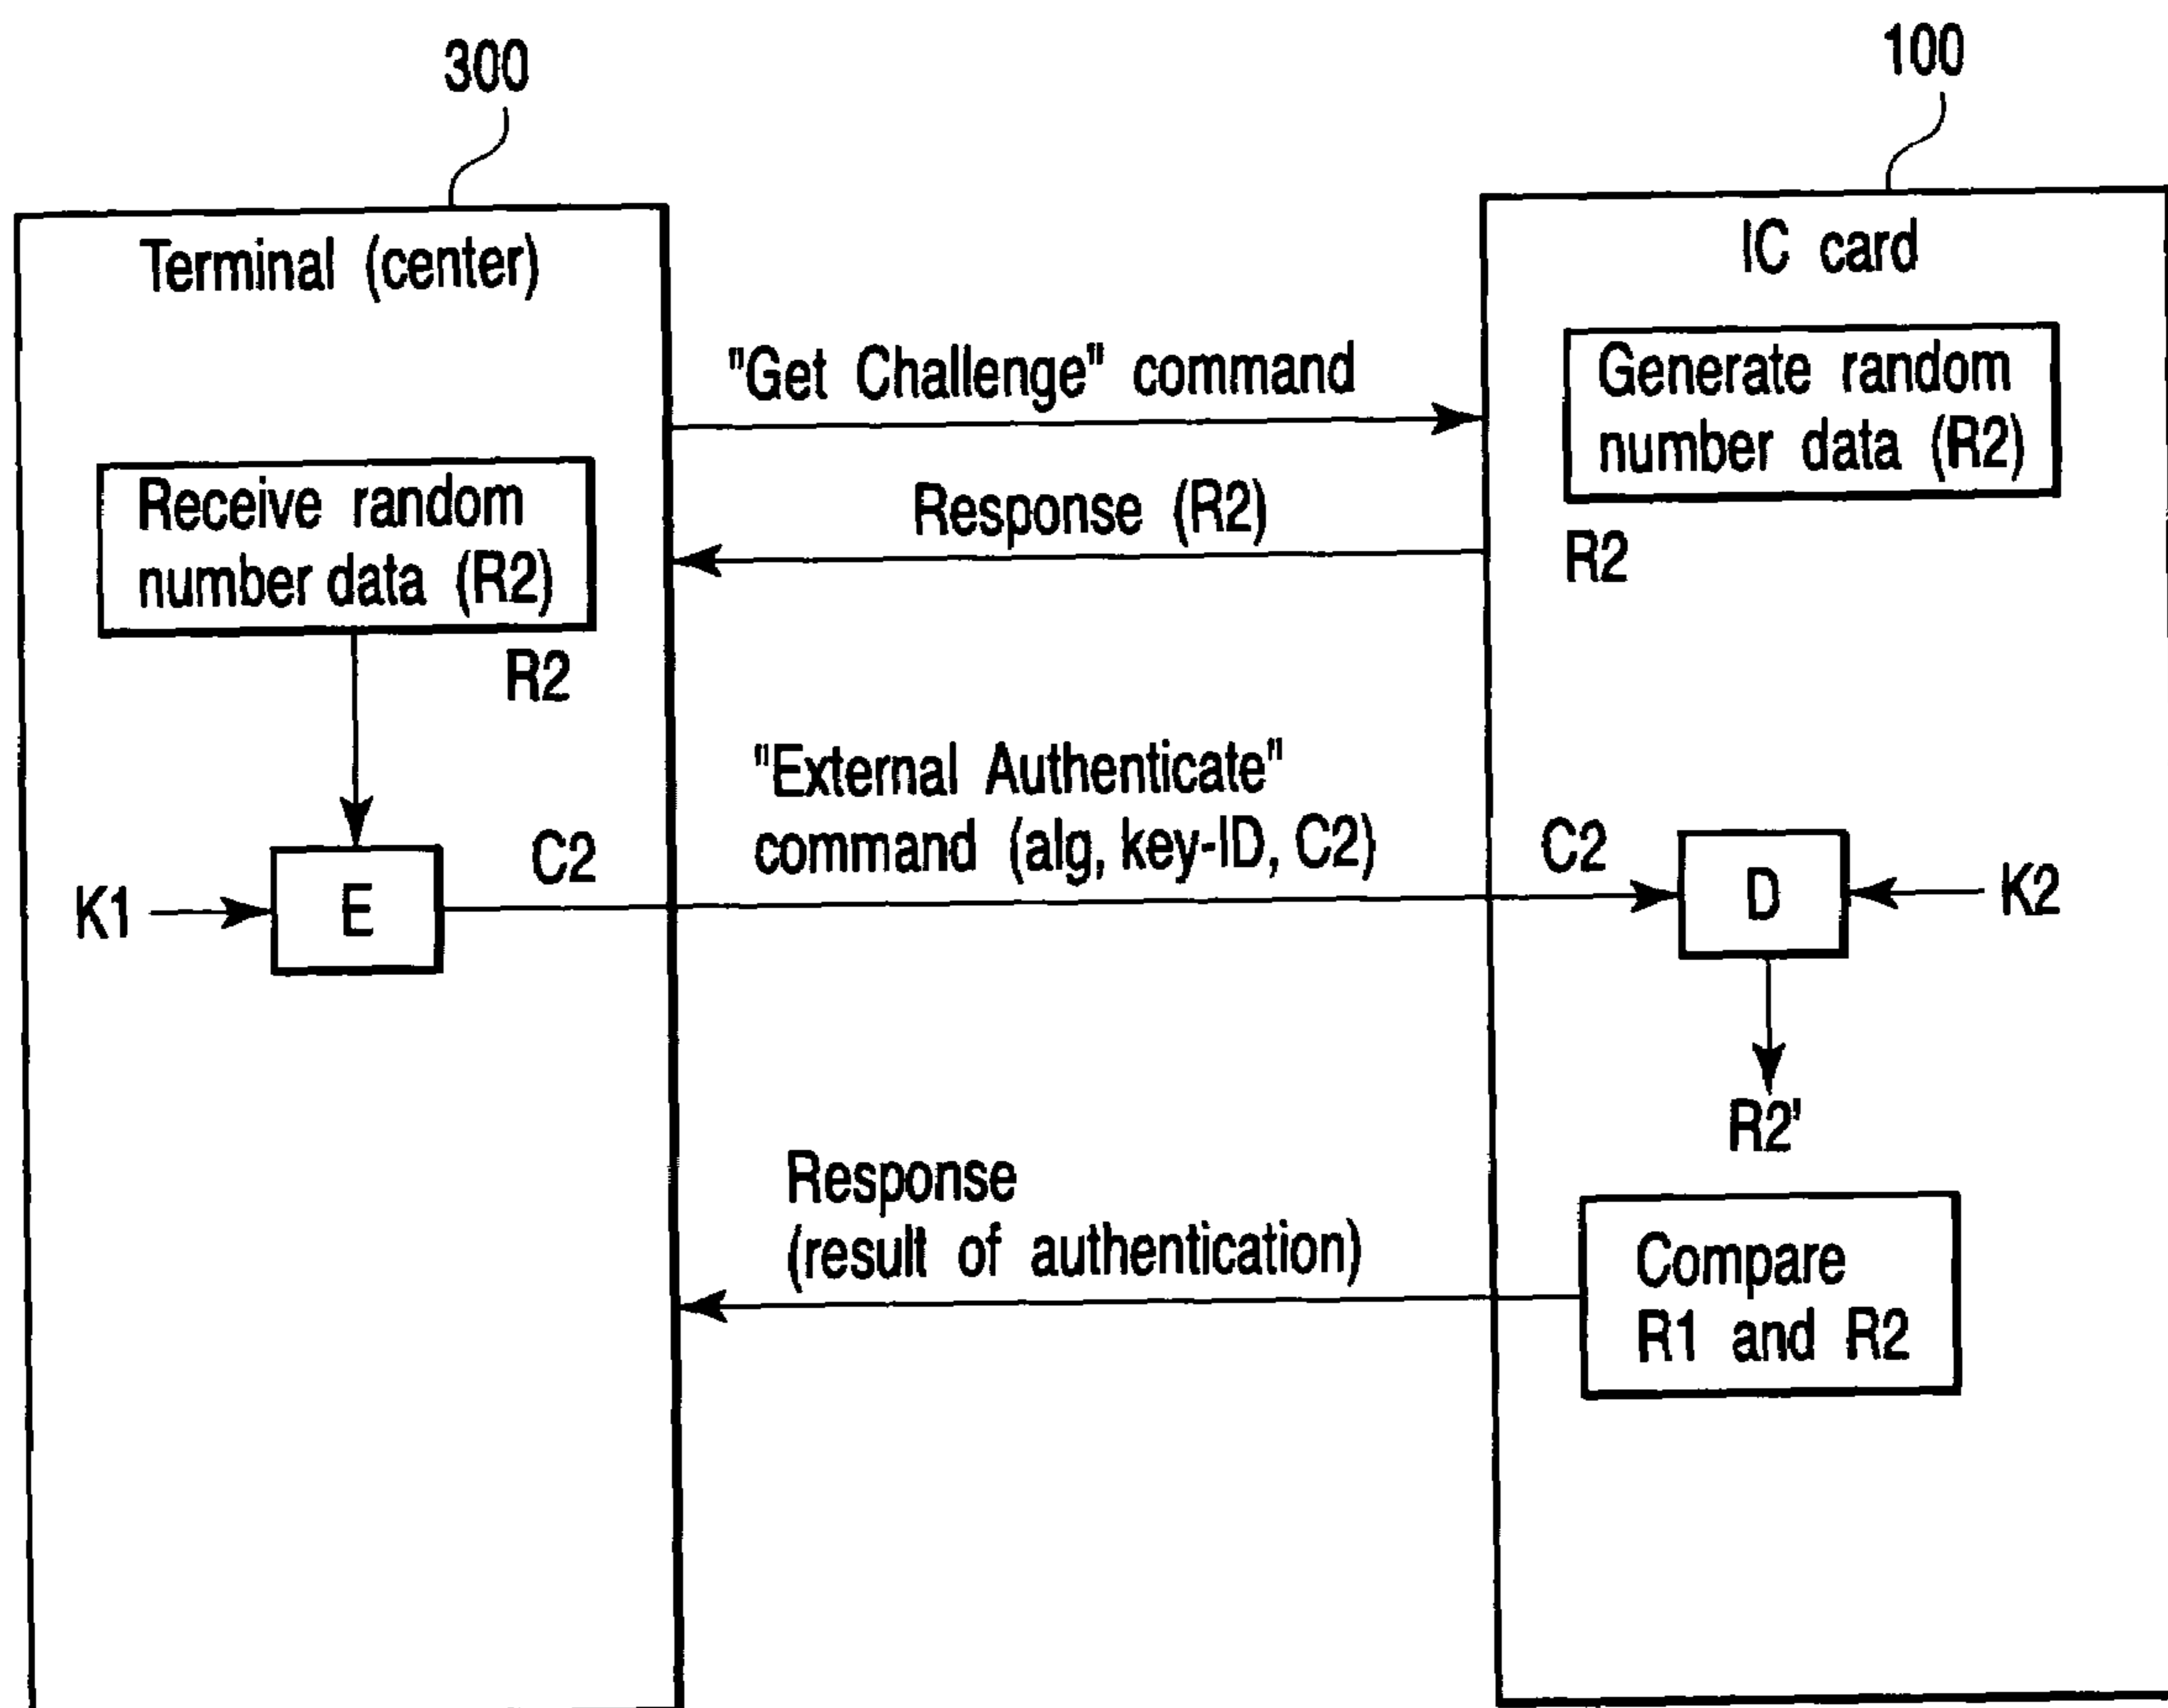 300
100
Terminal (center)
IC card
"Get Challenge" command
Generate random
number data (R2)
Receive random
number data (R2)
Response (R2)
R2
R2
"External Authenticate"
command (alg, key-ID, C2)
C2
C2
K1
E
D
K2
R2'
Response
(result of authentication)
Compare
R1 and R2